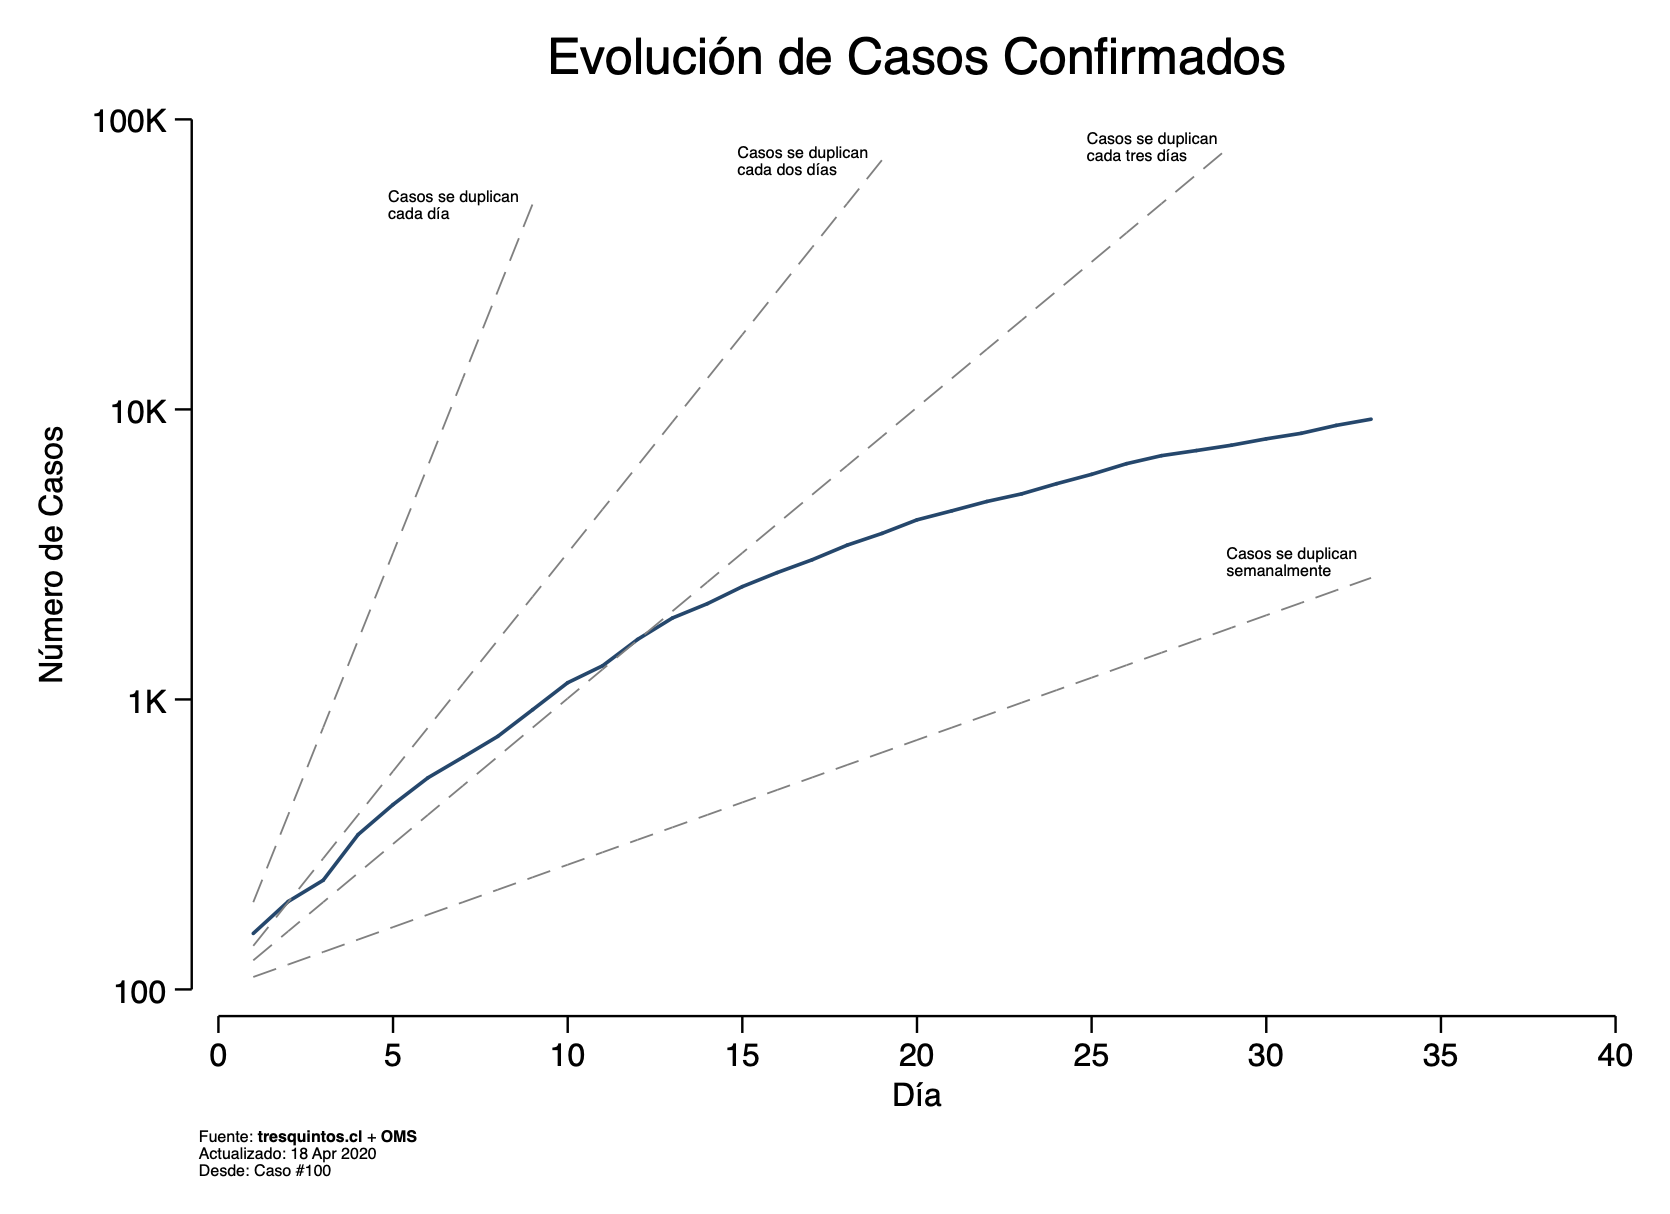 Evolución de Casos Confirmados
100K
10K
1K
100
Número de Casos
Casos se duplican
cada día
Casos se duplican
cada dos días
Casos se duplican
cada tres días
Casos se duplican
semanalmente
0 5 10 15 20 25 30 35 40
Día
Fuente: tresquintos.cl + OMS
Actualizado: 18 Apr 2020
Desde: Caso #100